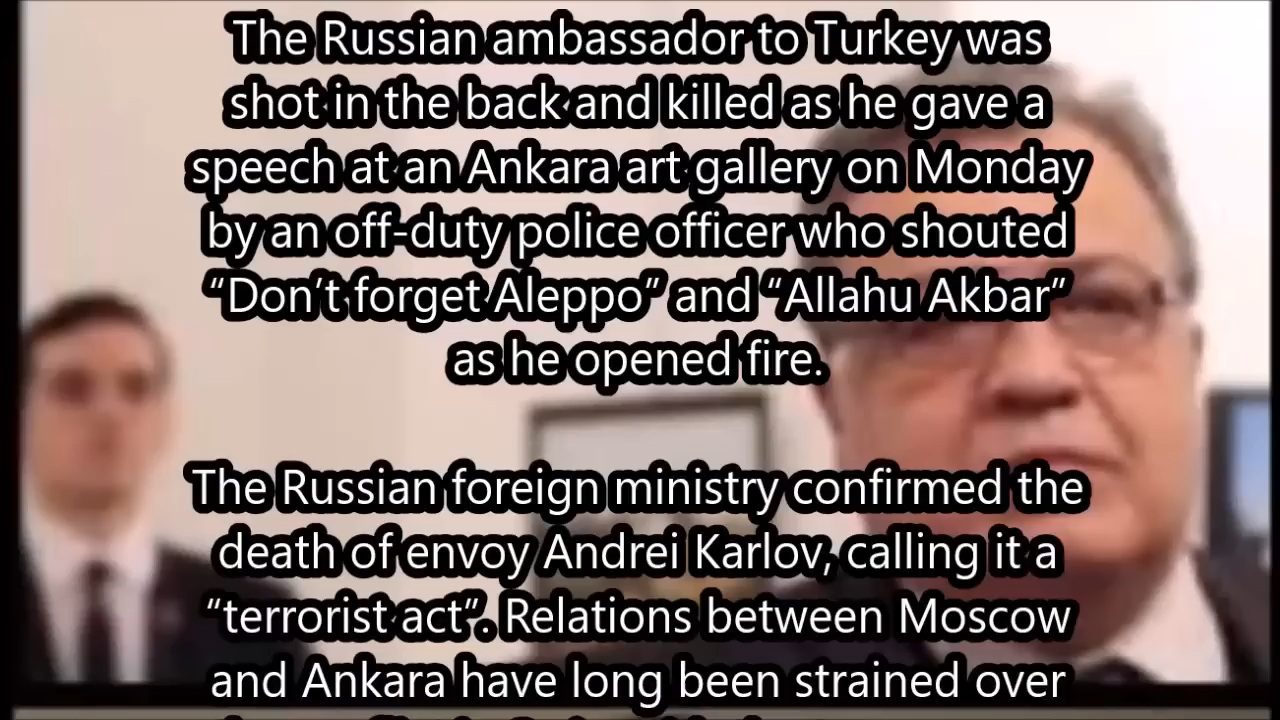 The Russian ambassador to Turkey was
shot in the back and killed as he gave a
speech at an Ankara art gallery on Monday
by an off-duty police officer who shouted
“Don’t forget Aleppo” and “Allahu Akbar”
as he opened fire.
The Russian foreign ministry confirmed the
death of envoy Andrei Karlov, calling it a
“terrorist act”. Relations between Moscow
and Ankara have long been strained over